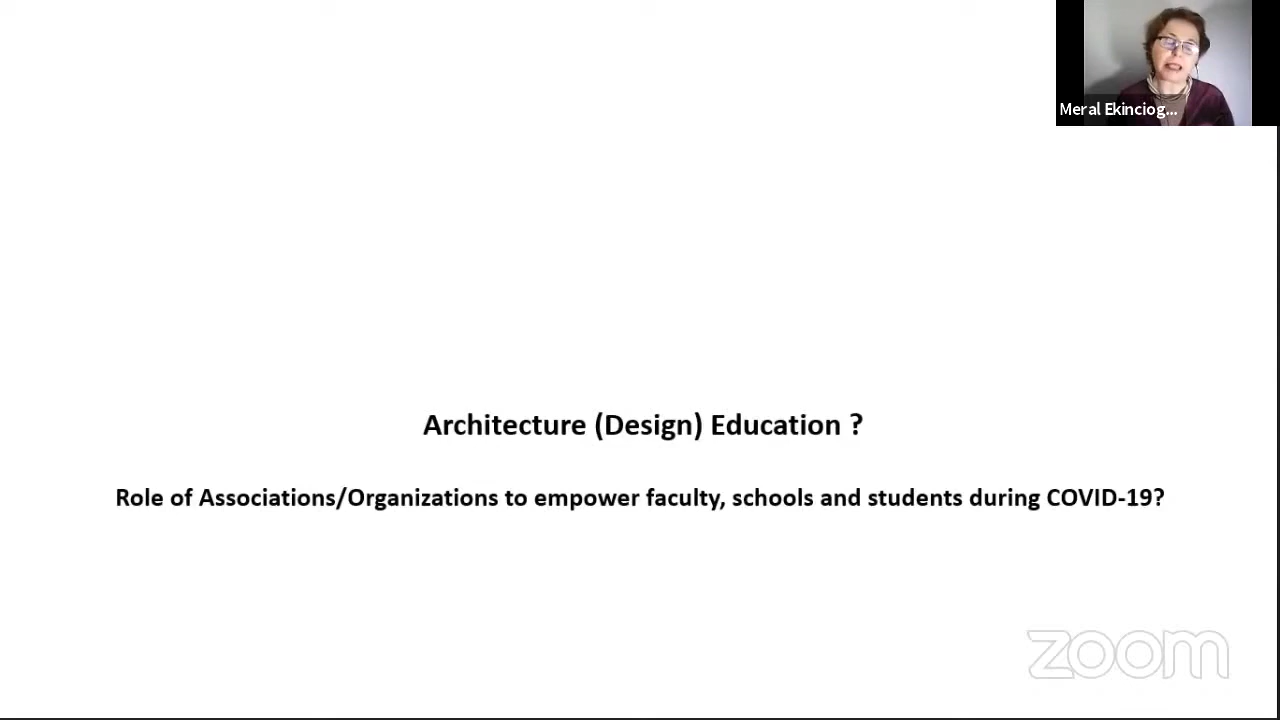 Meral Ekinciog...
Architecture (Design) Education ?
Role of Associations/Organizations to empower faculty, schools and students during COVID-19?
zoom